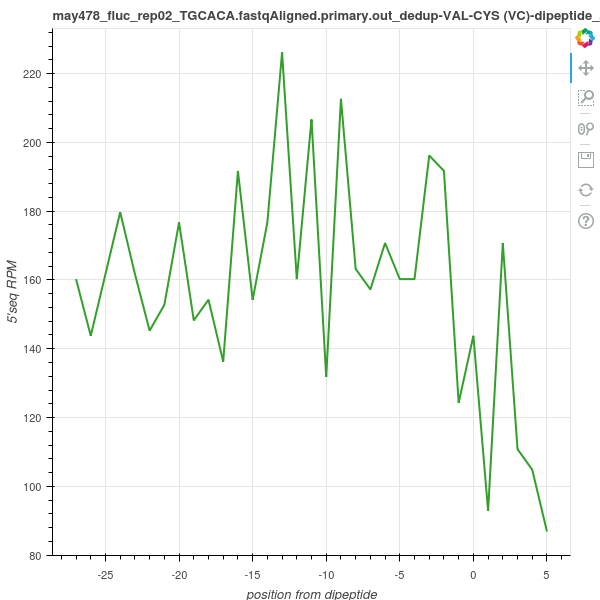 may478_fluc_rep02_TGCACA.fastqAligned.primary.out_dedup-VAL-CYS (VC)-dipeptide_
220
200
180
160
140
120
100
80
5'seq RPM
-25 -20 -15 -10 -5 0 5
position from dipeptide